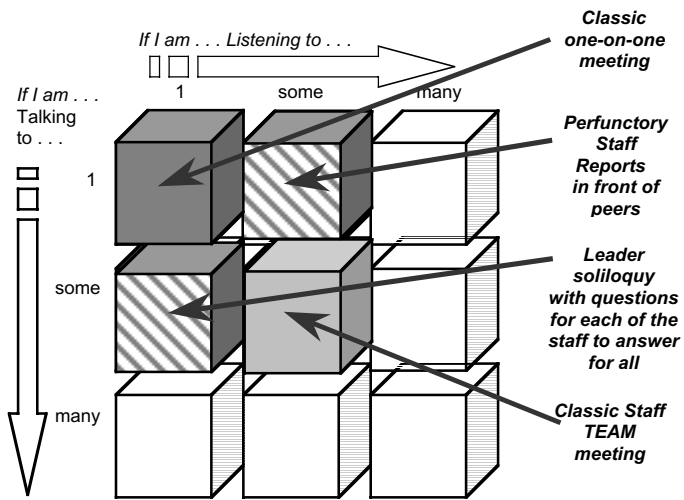 If I am . . . Listening to . . .
1
some
many
If I am . . .
Talking
to . . .
1
some
many
Classic
one-on-one
meeting
Perfunctory
Staff
Reports
in front of
peers
Leader
soliloquy
with questions
for each of the
staff to answer
for all
Classic Staff
TEAM
meeting